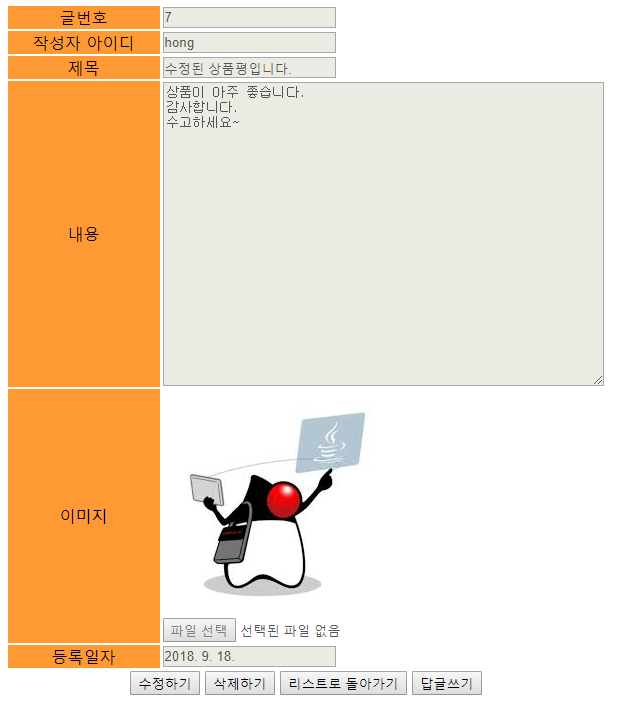 글번호 7
작성자 아이디 hong
제목 수정된 상품평입니다.
내용 상품이 아주 좋습니다.
감사합니다.
수고하세요~
이미지
파일 선택 선택된 파일 없음
등록일자 2018. 9. 18.
수정하기 삭제하기 리스트로 돌아가기 답글쓰기